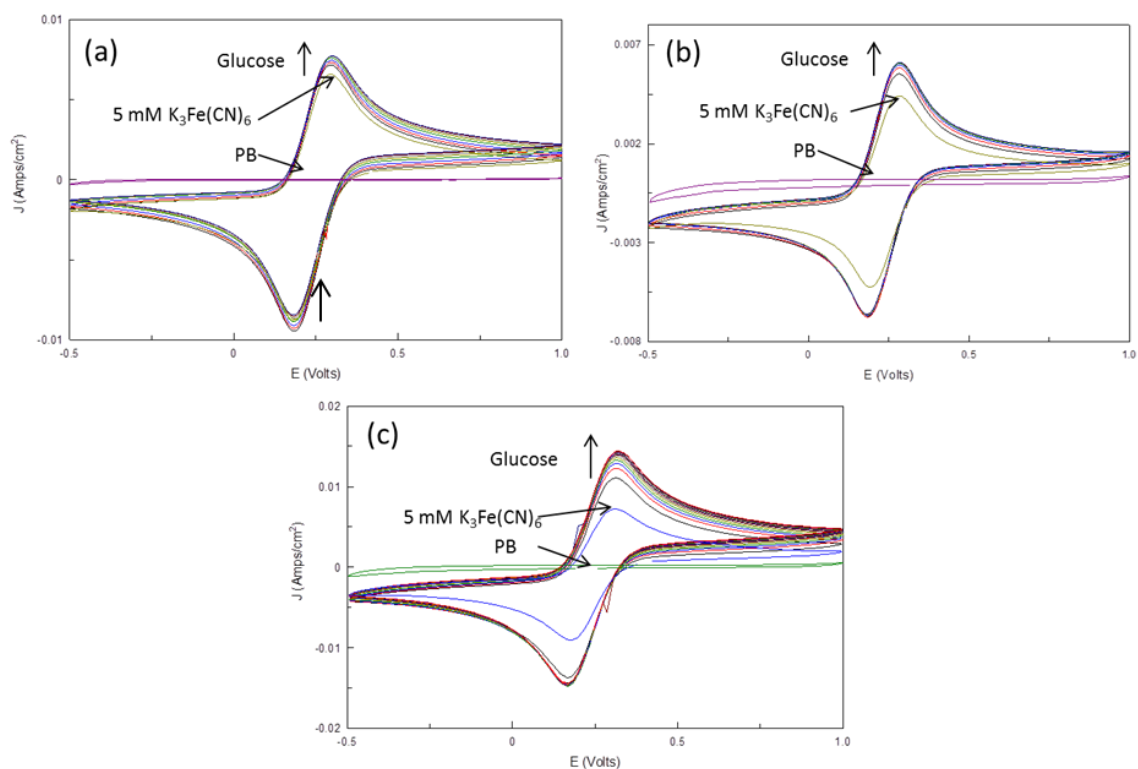 (a)
0.01
Glucose
5 mM K₃Fe(CN)₆
PB
0
-0.01
J (Amps/cm²)
-0.5
0
0.5
1.0
E (Volts)
(b)
0.007
Glucose
5 mM K₃Fe(CN)₆
0.002
PB
-0.003
-0.008
J (Amps/cm²)
-0.5
0
0.5
1.0
E (Volts)
(c)
0.02
Glucose
0.01
5 mM K₃Fe(CN)₆
PB
0
-0.01
-0.02
J (Amps/cm²)
-0.5
0
0.5
1.0
E (Volts)